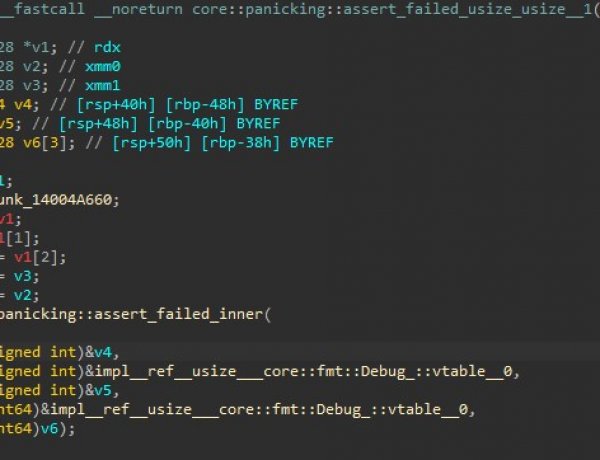 __fastcall __noreturn core::panicking::assert_failed_usize_usize__1(
28 *v1; // rdx
28 v2; // xmm0
28 v3; // xmm1
4 v4; // [rsp+40h] [rbp-48h] BYREF
v5; // [rsp+48h] [rbp-40h] BYREF
28 v6[3]; // [rsp+50h] [rbp-38h] BYREF
1;
unk_14004A660;
v1;
1[1];
= v1[2];
= v3;
= v2;
panicking::assert_failed_inner(
igned int)&v4,
igned int)&impl__ref__usize___core::fmt::Debug_::vtable__0,
igned int)&v5,
nt64)&impl__ref__usize___core::fmt::Debug_::vtable__0,
nt64)v6);